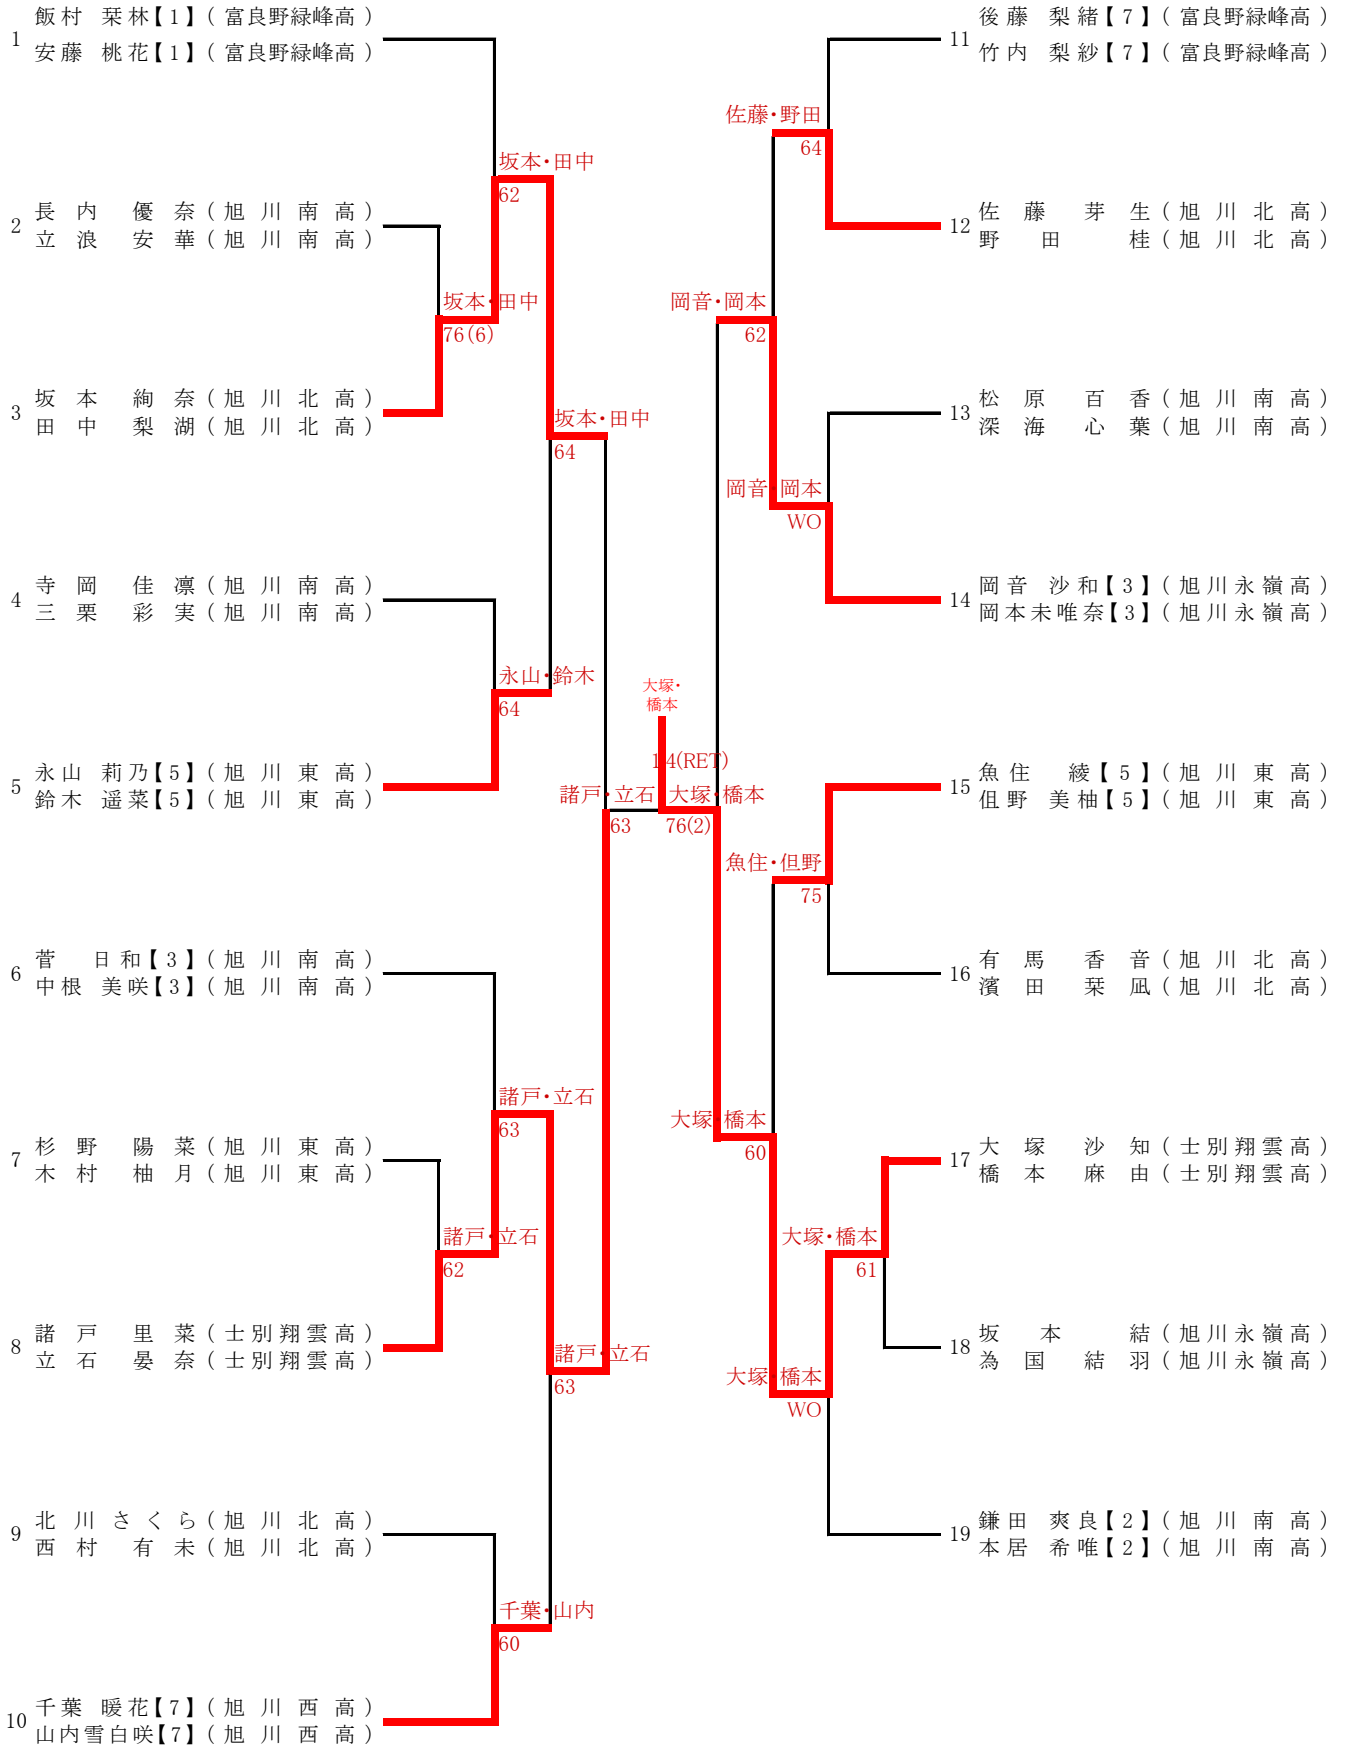 飯村 栞林【1】(富良野緑峰高)
1
安藤 桃花【1】(富良野緑峰高)
坂本・田中
62
長内 優奈(旭川南高)
2
立浪 安華(旭川南高)
坂本・田中
76(6)
坂本 絢奈(旭川北高)
3
田中 梨湖(旭川北高)
坂本・田中
64
寺岡 佳凛(旭川南高)
4
三栗 彩実(旭川南高)
永山・鈴木
64
永山 莉乃【5】(旭川東高)
5
鈴木 遥菜【5】(旭川東高)
諸戸・立石
63
菅 日和【3】(旭川南高)
6
中根 美咲【3】(旭川南高)
諸戸・立石
63
杉野 陽菜(旭川東高)
7
木村 柚月(旭川東高)
諸戸・立石
62
諸戸 里菜(士別翔雲高)
8
立石 晏奈(士別翔雲高)
諸戸・立石
63
北川さくら(旭川北高)
9
西村 有未(旭川北高)
千葉・山内
60
千葉 暖花【7】(旭川西高)
10
山内雪白咲【7】(旭川西高)
大塚・
橋本
1 4(RET)
後藤 梨緒【7】(富良野緑峰高)
11
竹内 梨紗【7】(富良野緑峰高)
佐藤・野田
64
佐藤 芽生(旭川北高)
12
野田 桂(旭川北高)
岡音・岡本
62
松原 百香(旭川南高)
13
深海 心葉(旭川南高)
岡音・岡本
WO
岡音 沙和【3】(旭川永嶺高)
14
岡本未唯奈【3】(旭川永嶺高)
大塚・橋本
76(2)
魚住 綾【5】(旭川東高)
15
但野 美柚【5】(旭川東高)
魚住・但野
75
有馬 香音(旭川北高)
16
濱田 栞凪(旭川北高)
大塚・橋本
60
大塚 沙知(士別翔雲高)
17
橋本 麻由(士別翔雲高)
大塚・橋本
61
坂本 結(旭川永嶺高)
18
為国 結羽(旭川永嶺高)
大塚・橋本
WO
鎌田 爽良【2】(旭川南高)
19
本居 希唯【2】(旭川南高)